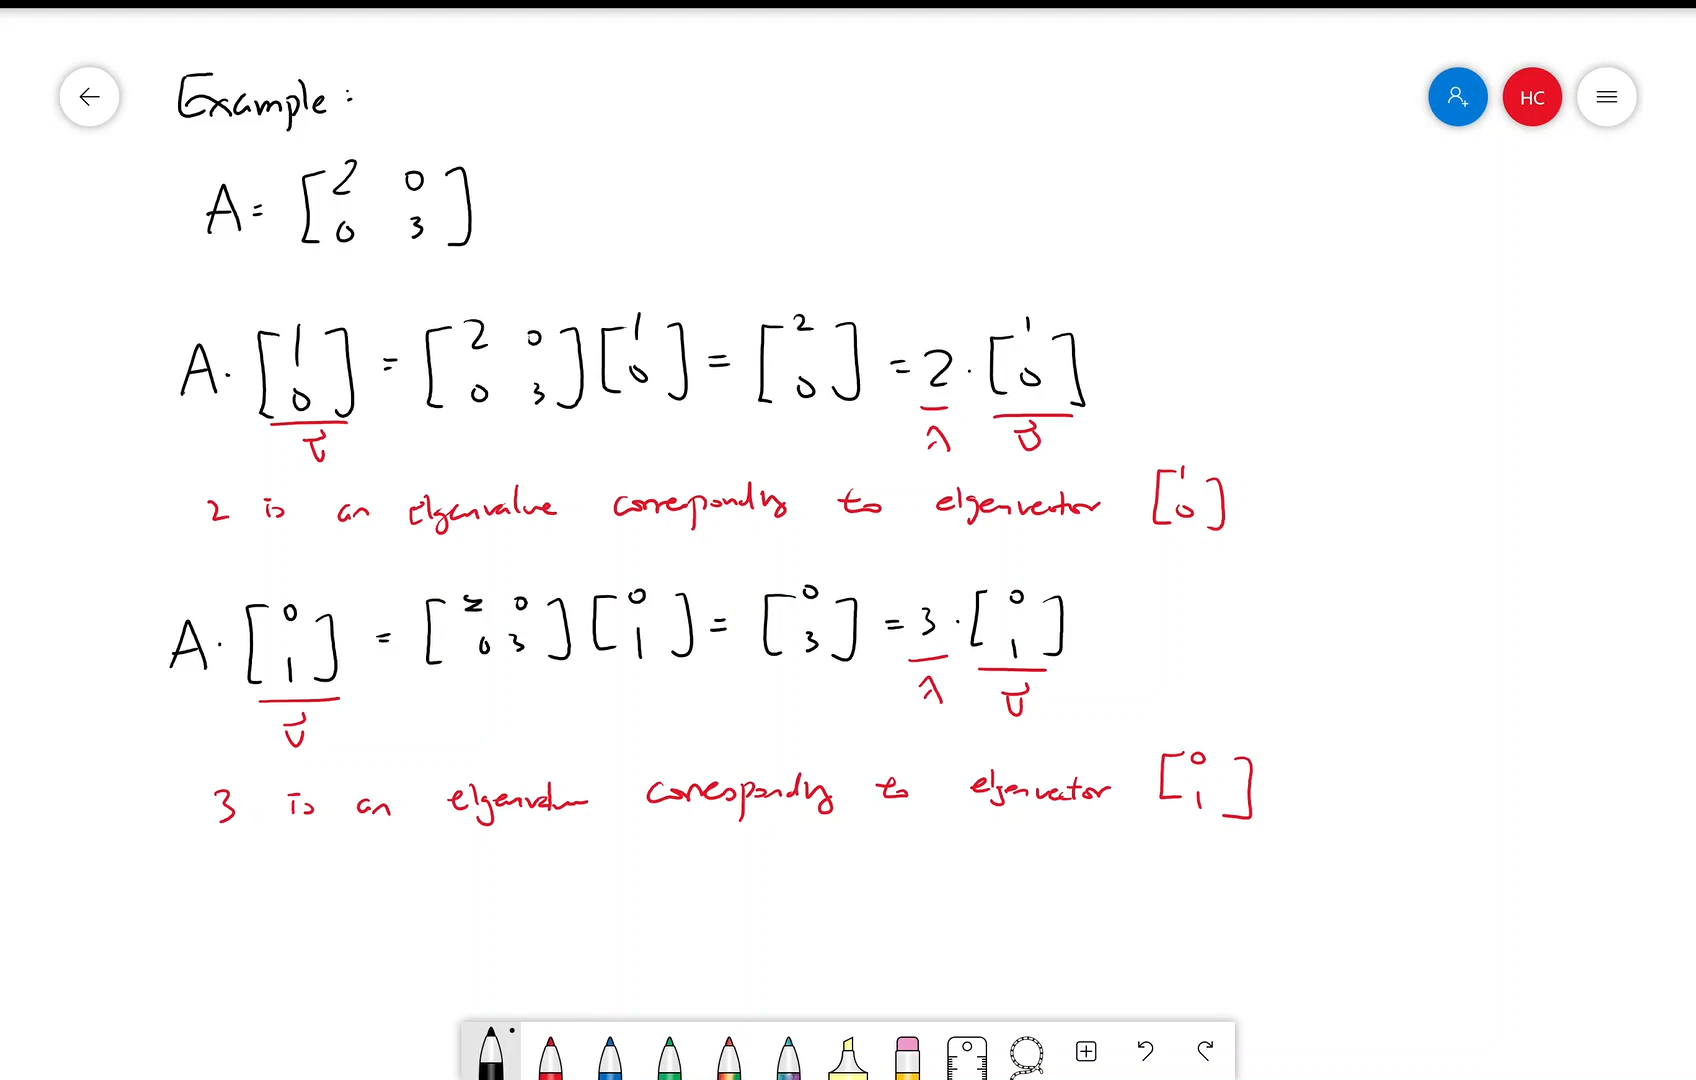 Example:
HC
A = [2 0; 0 3]
A · [1; 0] = [2 0; 0 3] [1; 0] = [2; 0] = 2 · [1; 0]
v⃗ λ v⃗
2 is an eigenvalue corresponding to eigenvector [1; 0]
A · [0; 1] = [2 0; 0 3] [0; 1] = [0; 3] = 3 · [0; 1]
v⃗ λ v⃗
3 is an eigenvalue corresponding to eigenvector [0; 1]